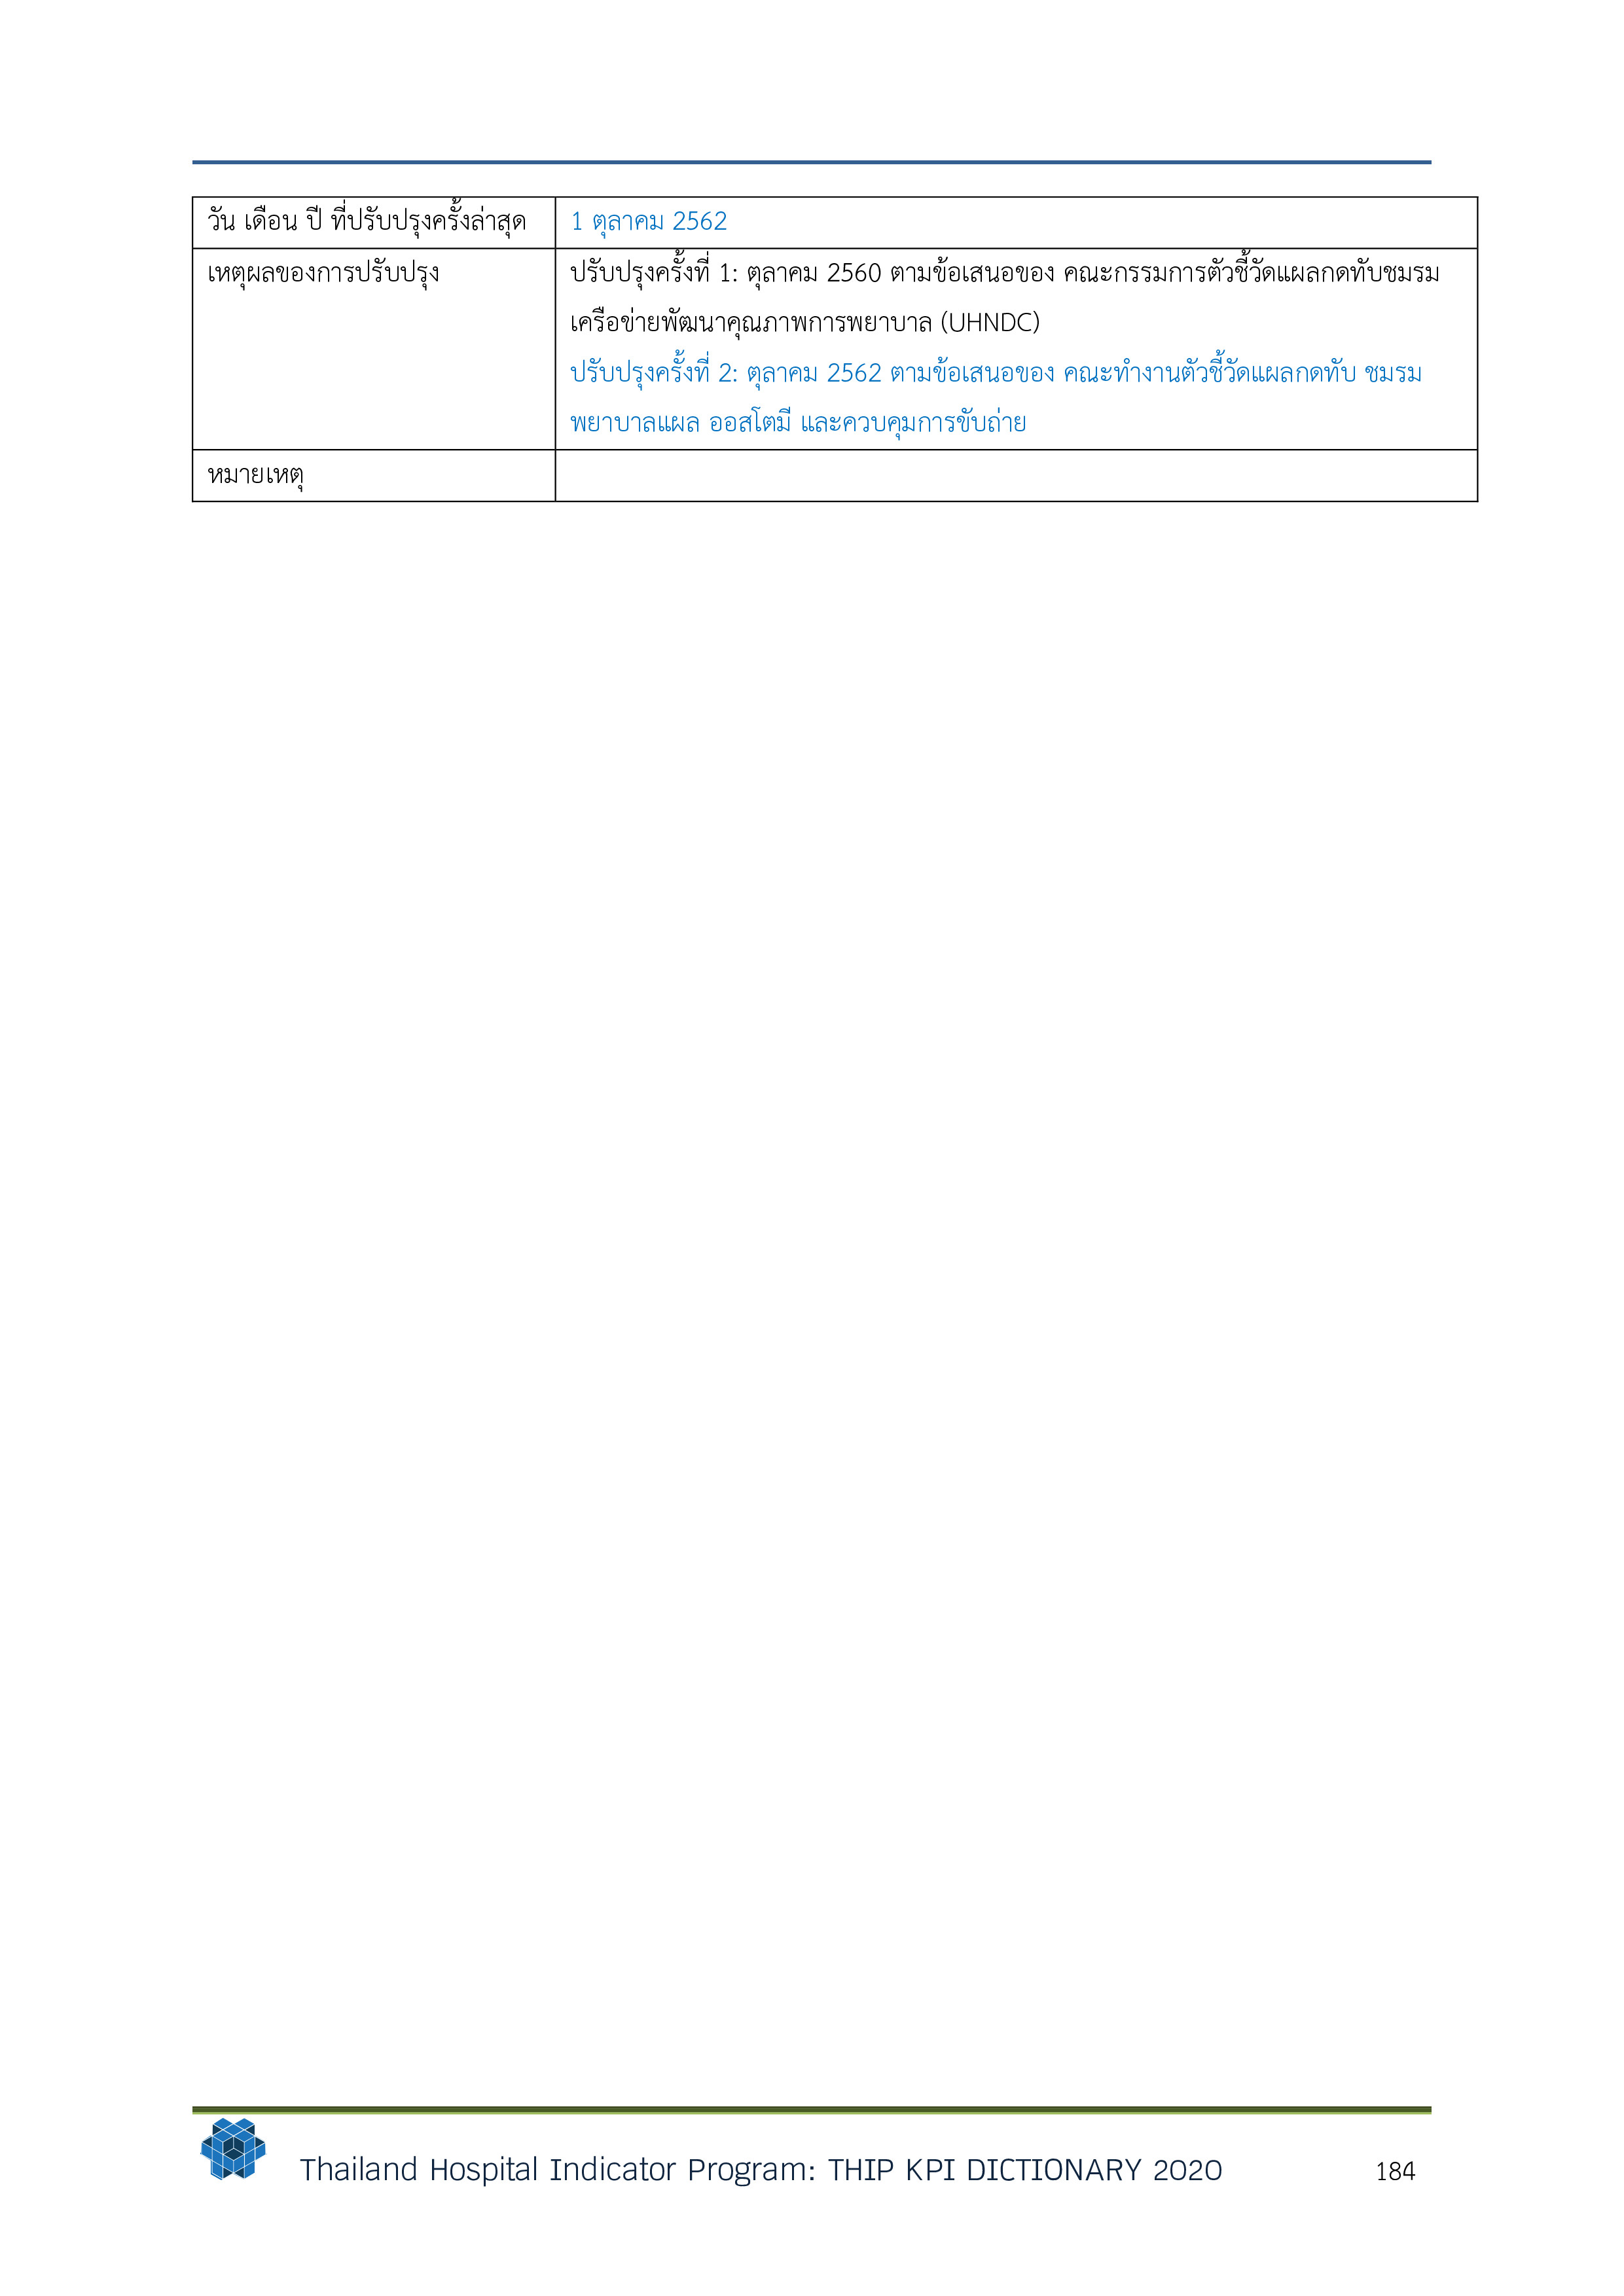 วัน เดือน ปี ที่ปรับปรุงครั้งล่าสุด 1 ตุลาคม 2562
เหตุผลของการปรับปรุง ปรับปรุงครั้งที่ 1: ตุลาคม 2560 ตามข้อเสนอของ คณะกรรมการตัวชี้วัดแผลกดทับชมรม
เครือข่ายพัฒนาคุณภาพการพยาบาล (UHNDC)
ปรับปรุงครั้งที่ 2: ตุลาคม 2562 ตามข้อเสนอของ คณะทำงานตัวชี้วัดแผลกดทับ ชมรม
พยาบาลแผล ออสโตมี และควบคุมการขับถ่าย
หมายเหตุ
Thailand Hospital Indicator Program: THIP KPI DICTIONARY 2020 184